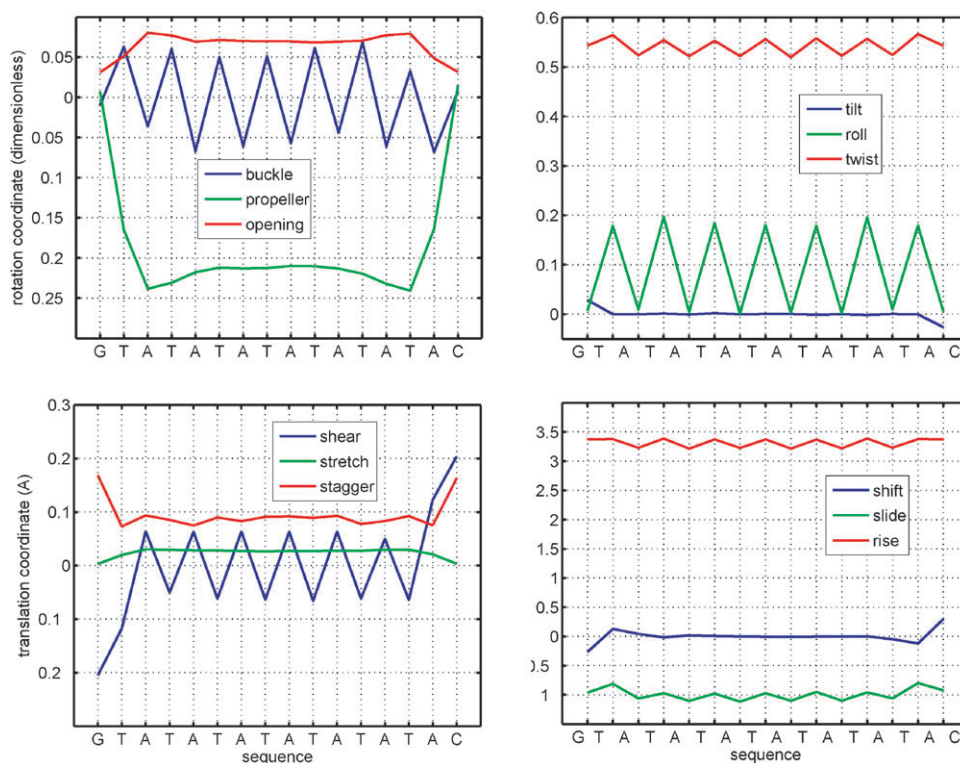 rotation coordinate (dimensionless)
0.05
0
0.05
0.1
0.15
0.2
0.25
buckle
propeller
opening
G T A T A T A T A T A T A T A C
0.6
0.5
0.4
0.3
0.2
0.1
0
tilt
roll
twist
G T A T A T A T A T A T A T A C
translation coordinate (A)
0.3
0.2
0.1
0
0.1
0.2
shear
stretch
stagger
G T A T A T A T A T A T A T A C
sequence
3.5
3
2.5
2
1.5
1
0.5
0
0.5
1
shift
slide
rise
G T A T A T A T A T A T A T A C
sequence